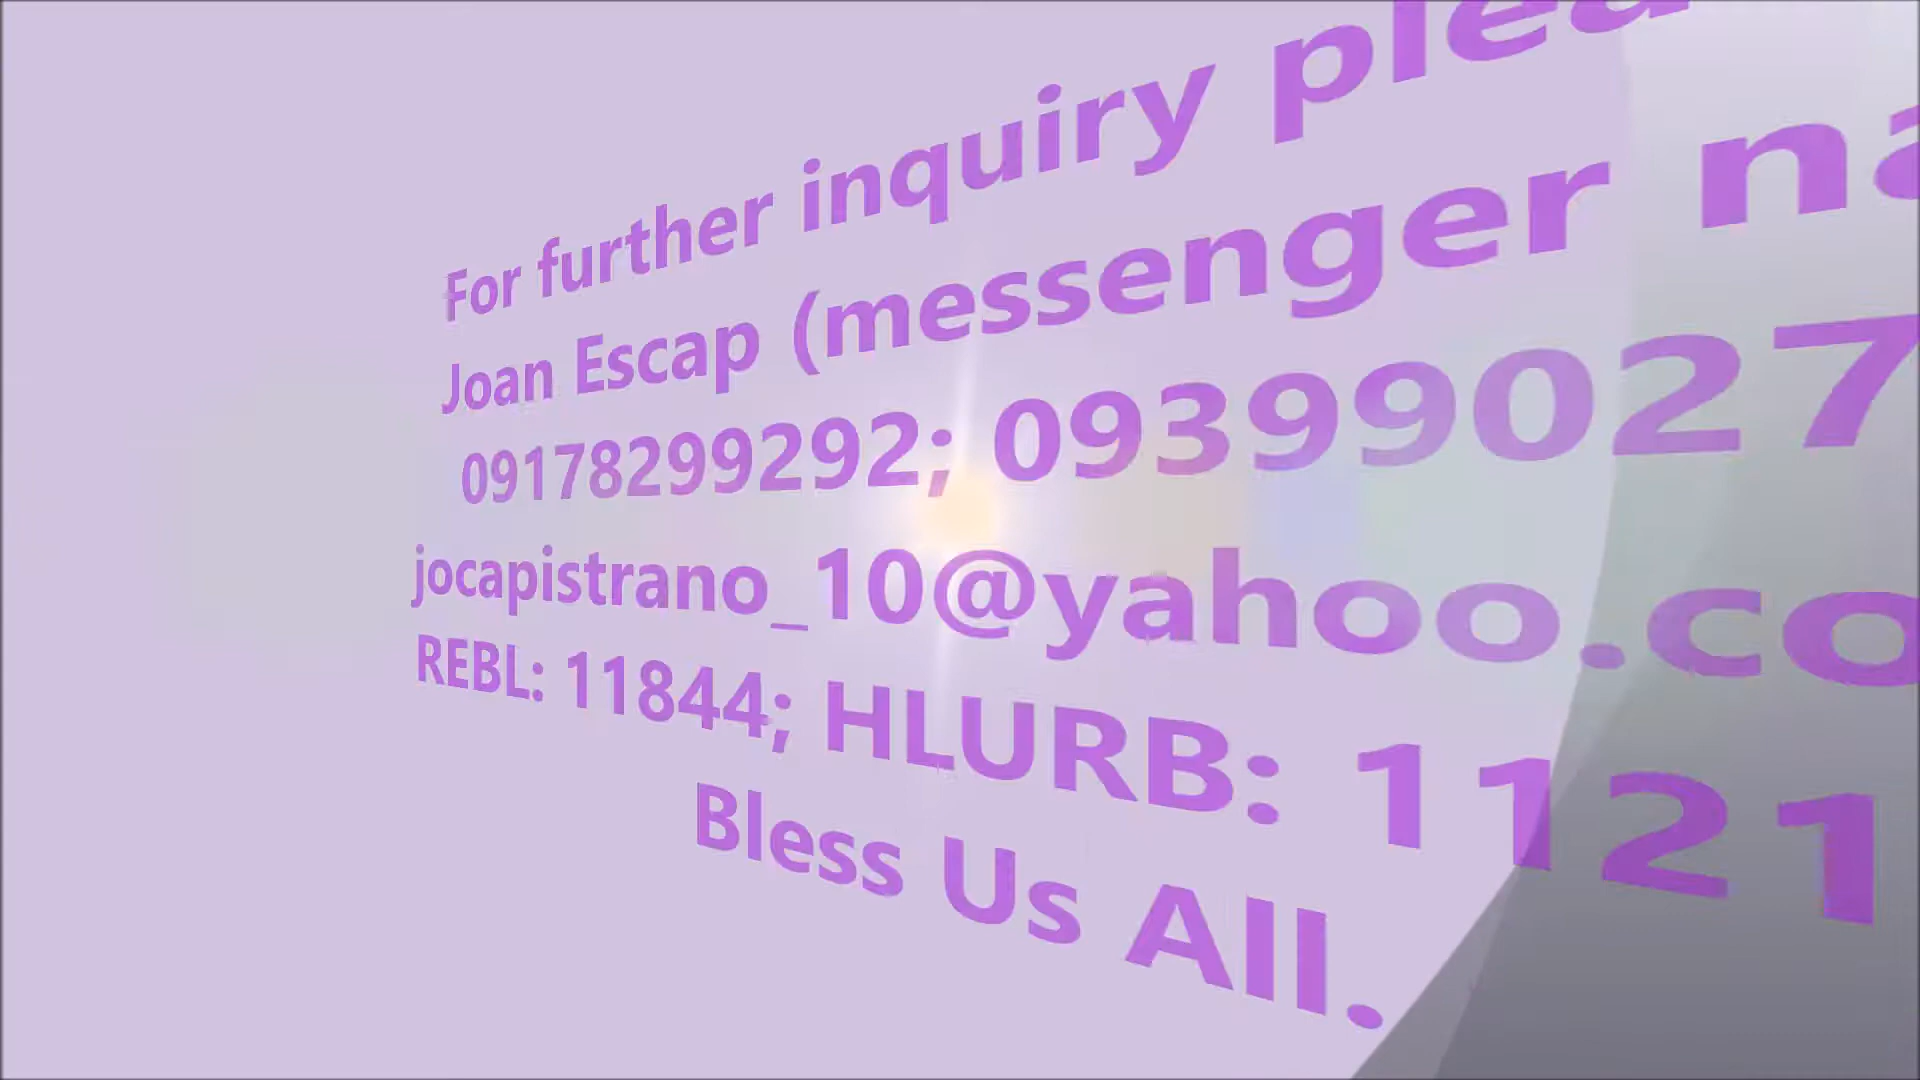 For further inquiry plea
Joan Escap (messenger na
09178299292; 09399027
jocapistrano_10@yahoo.co
REBL: 11844; HLURB: 1121
Bless Us All.